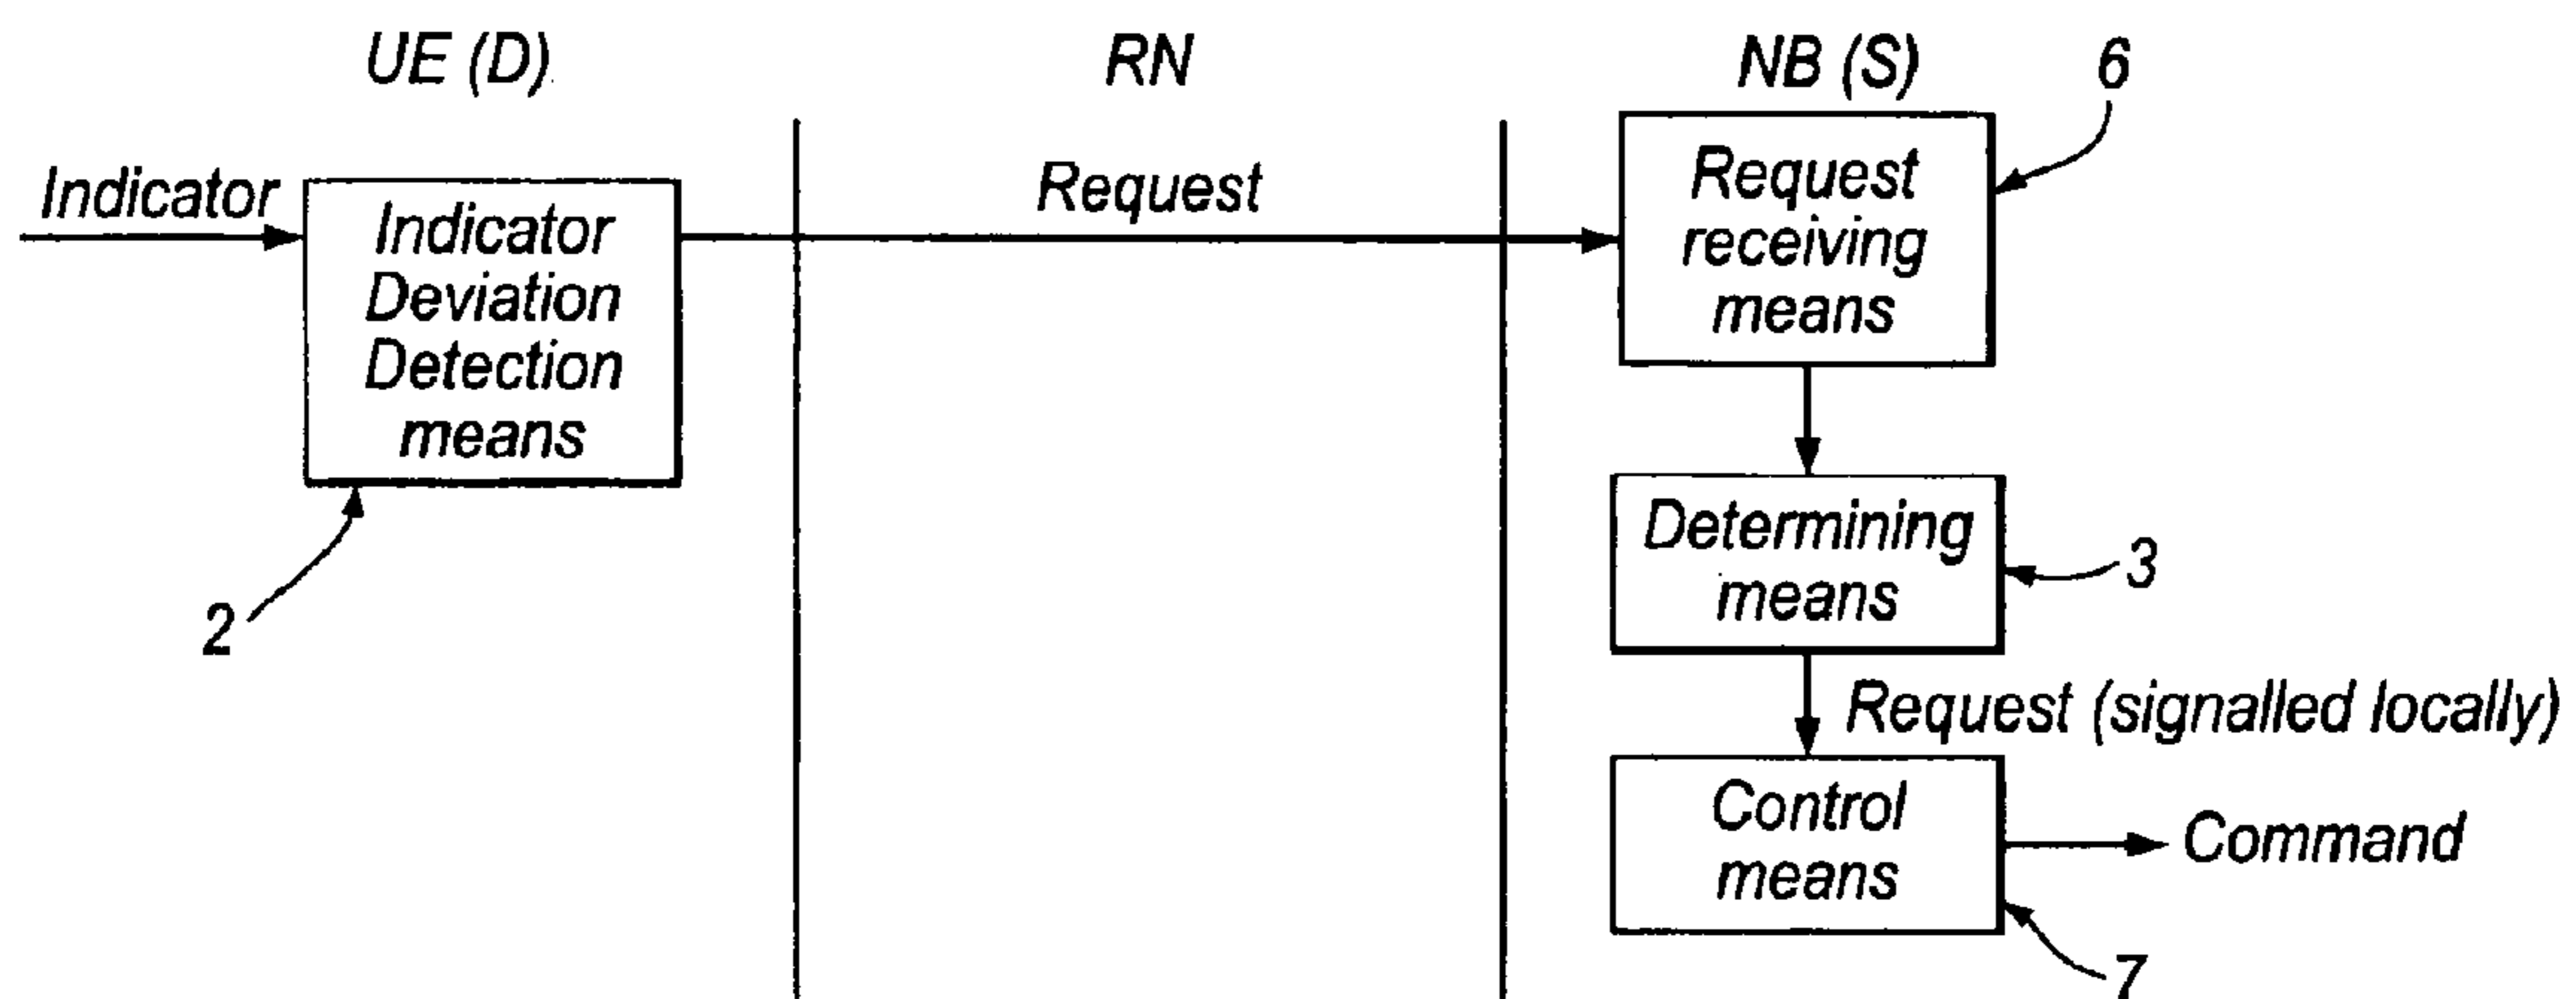 UE (D)
RN
NB (S)
6
Indicator
Indicator
Deviation
Detection
means
Request
Request
receiving
means
2
Determining
means
3
Request (signalled locally)
Control
means
Command
7